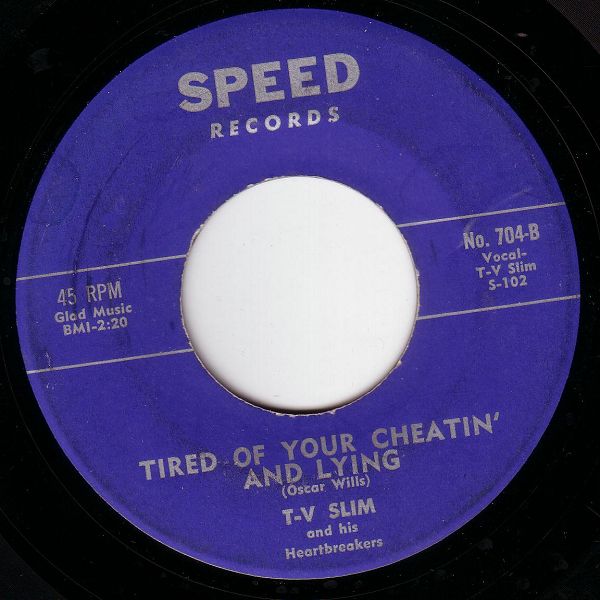 SPEED
RECORDS
45 RPM
Glad Music
BMI-2:20
No. 704-B
Vocal-
T-V Slim
S-102
TIRED OF YOUR CHEATIN'
AND LYING
(Oscar Wills)
T-V SLIM
and his
Heartbreakers